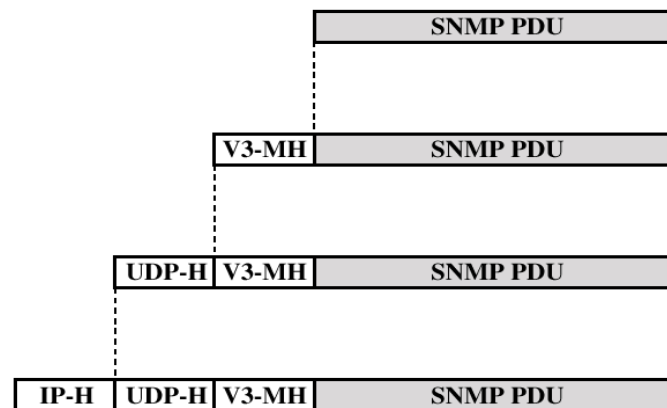 SNMP PDU
V3-MH SNMP PDU
UDP-H V3-MH SNMP PDU
IP-H UDP-H V3-MH SNMP PDU